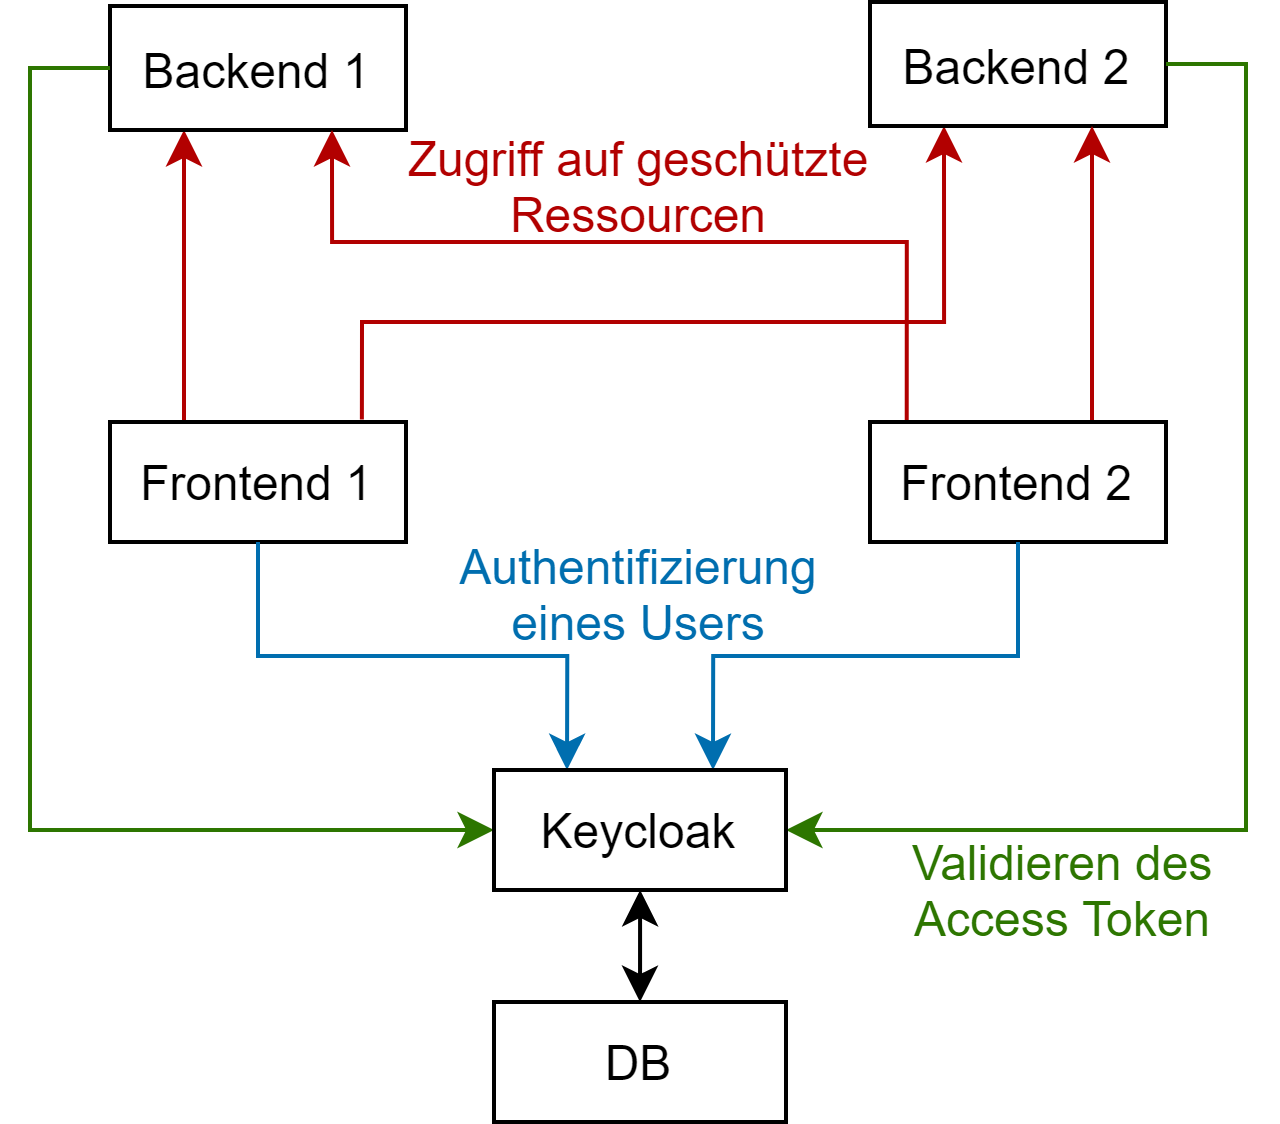 Backend 1
Backend 2
Zugriff auf geschützte
Ressourcen
Frontend 1
Frontend 2
Authentifizierung
eines Users
Keycloak
Validieren des
Access Token
DB